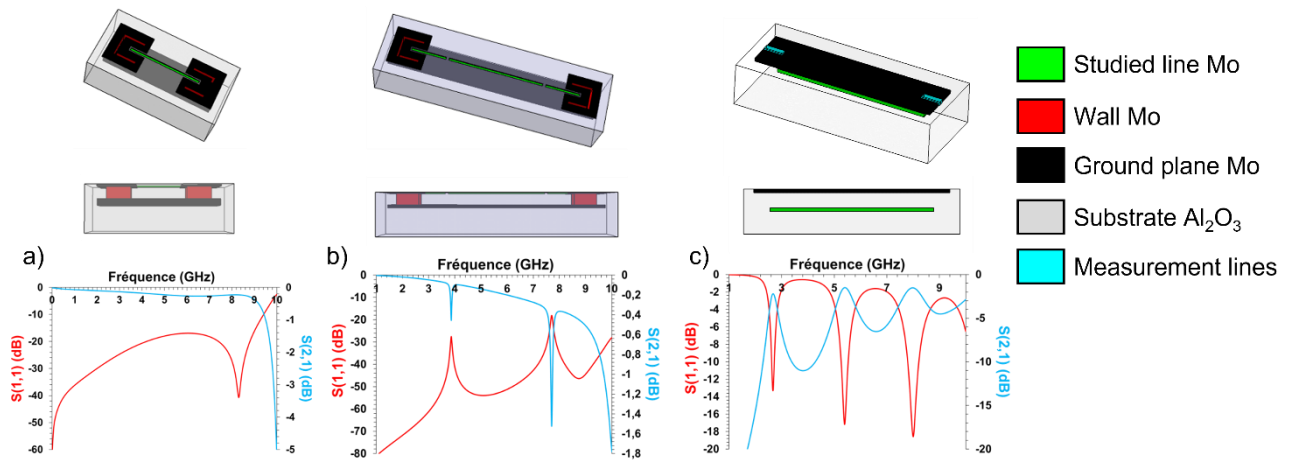 Studied line Mo
Wall Mo
Ground plane Mo
Substrate Al₂O₃
Measurement lines
a)
Fréquence (GHz)
0 1 2 3 4 5 6 7 8 9 10
S(1,1) (dB)
0
-10
-20
-30
-40
-50
-60
S(2,1) (dB)
0
-1
-2
-3
-4
-5
b)
Fréquence (GHz)
1 2 3 4 5 6 7 8 9 10
S(1,1) (dB)
0
-10
-20
-30
-40
-50
-60
-70
-80
S(2,1) (dB)
0
-0,2
-0,4
-0,6
-0,8
-1
-1,2
-1,4
-1,6
-1,8
c)
Fréquence (GHz)
1 3 5 7 9
S(1,1) (dB)
0
-2
-4
-6
-8
-10
-12
-14
-16
-18
-20
S(2,1) (dB)
0
-5
-10
-15
-20